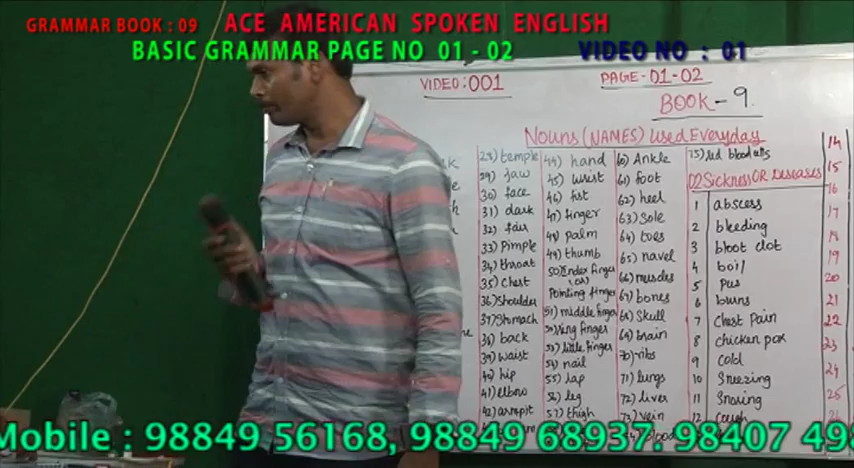 GRAMMAR BOOK : 09 ACE AMERICAN SPOKEN ENGLISH
BASIC GRAMMAR PAGE NO 01 - 02 VIDEO NO : 01
VIDEO: 001 PAGE-01-02
BOOK-9.
NOUNS (NAMES) Used Everyday
28) temple
29) jaw
30) face
31) dark
32) fair
33) Pimple
34) throat
35) Chest
36) Shoulder
37) Stomach
38) back
39) waist
40) hip
41) elbow
42) armpit
44) hand
45) wrist
46) fist
47) finger
48) palm
49) thumb
50) Index finger
(or)
Pointing finger
51) middle finger
52) ring finger
53) little finger
54) nail
55) lap
56) leg
57) thigh
60) Ankle
61) foot
62) heel
63) Sole
64) toes
65) navel
66) muscles
67) bones
68) Skull
69) brain
70) ribs
71) lungs
72) liver
73) vein
75) red blood cells
02 Sickness OR Diseases
1 abscess
2 bleeding
3 bloot clot
4 boil
5 Pus
6 burns
7 Chest Pain
8 chicken pox
9 cold
10 Sneezing
11 Snoring
12 Cough
14
15
16
17
18
19
20
21
22
23
24
25
Mobile : 98849 56168, 98849 68937. 98407 498